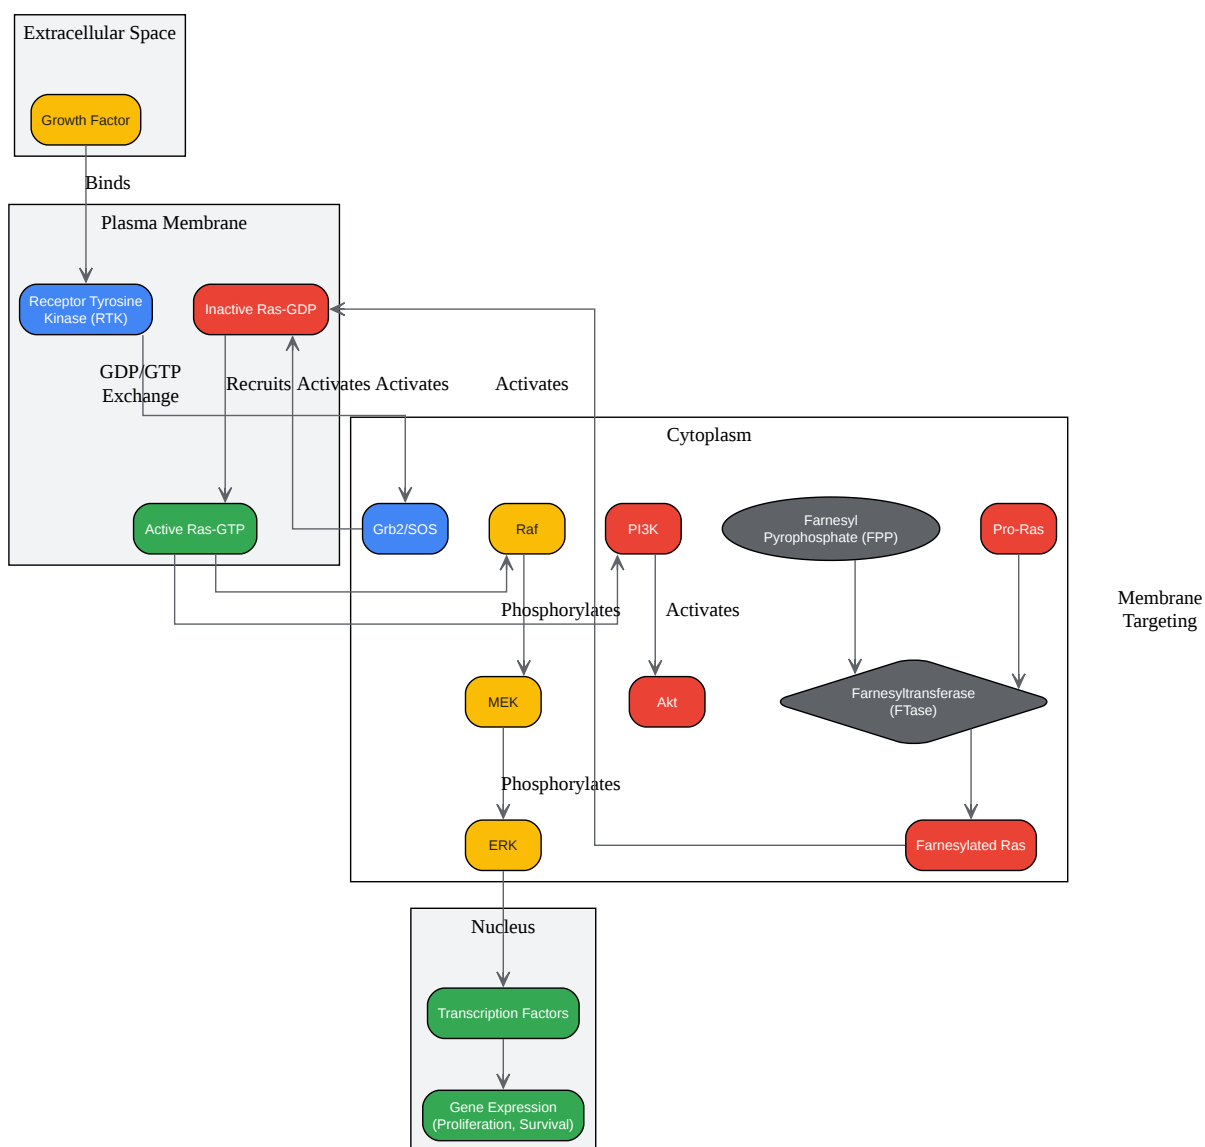 Extracellular Space
Growth Factor
Binds
Plasma Membrane
Receptor Tyrosine
Kinase (RTK)
Inactive Ras-GDP
GDP/GTP
Exchange
Recruits
Activates
Activates
Activates
Cytoplasm
Active Ras-GTP
Grb2/SOS
Raf
PI3K
Farnesyl
Pyrophosphate (FPP)
Pro-Ras
Phosphorylates
Activates
Membrane
Targeting
MEK
Akt
Farnesyltransferase
(FTase)
Phosphorylates
ERK
Farnesylated Ras
Nucleus
Transcription Factors
Gene Expression
(Proliferation, Survival)